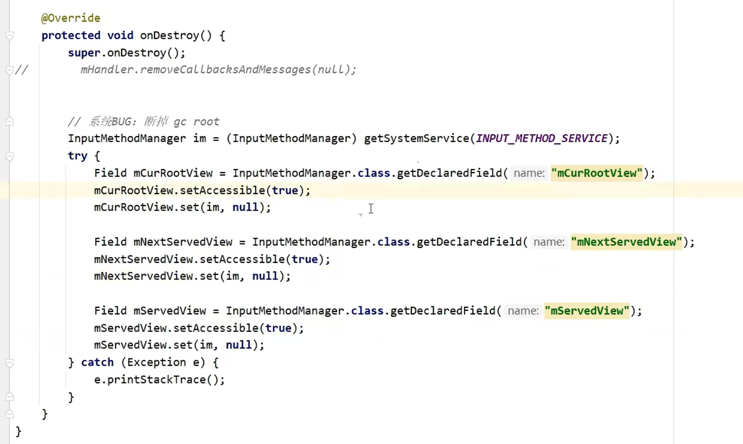 @Override
protected void onDestroy() {
super.onDestroy();
// mHandler.removeCallbacksAndMessages(null);
// 系统BUG：断掉 gc root
InputMethodManager im = (InputMethodManager) getSystemService(INPUT_METHOD_SERVICE);
try {
Field mCurRootView = InputMethodManager.class.getDeclaredField( name: "mCurRootView");
mCurRootView.setAccessible(true);
mCurRootView.set(im, null);
Field mNextServedView = InputMethodManager.class.getDeclaredField( name: "mNextServedView");
mNextServedView.setAccessible(true);
mNextServedView.set(im, null);
Field mServedView = InputMethodManager.class.getDeclaredField( name: "mServedView");
mServedView.setAccessible(true);
mServedView.set(im, null);
} catch (Exception e) {
e.printStackTrace();
}
}
}